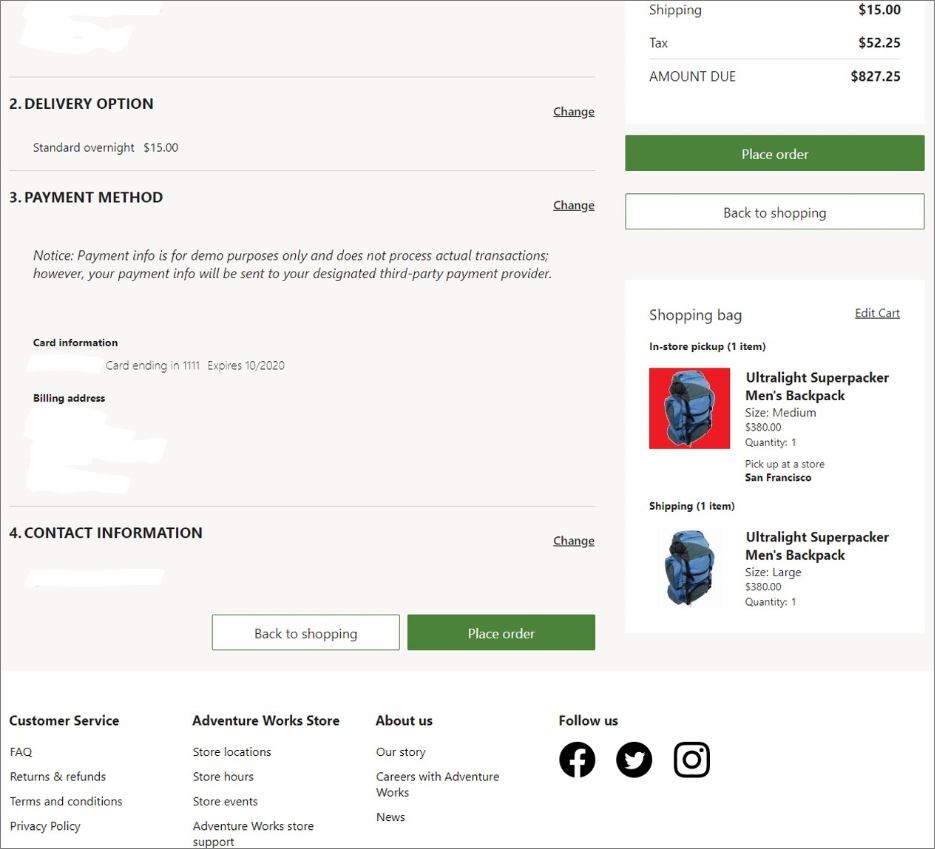 2. DELIVERY OPTION
Change
Standard overnight $15.00
3. PAYMENT METHOD
Change
Notice: Payment info is for demo purposes only and does not process actual transactions;
however, your payment info will be sent to your designated third-party payment provider.
Card information
Card ending in 1111 Expires 10/2020
Billing address
4. CONTACT INFORMATION
Change
Back to shopping
Place order
Shipping $15.00
Tax $52.25
AMOUNT DUE $827.25
Place order
Back to shopping
Shopping bag
Edit Cart
In-store pickup (1 item)
Ultralight Superpacker
Men's Backpack
Size: Medium
$380.00
Quantity: 1
Pick up at a store
San Francisco
Shipping (1 item)
Ultralight Superpacker
Men's Backpack
Size: Large
$380.00
Quantity: 1
Customer Service
FAQ
Returns & refunds
Terms and conditions
Privacy Policy
Adventure Works Store
Store locations
Store hours
Store events
Adventure Works store
support
About us
Our story
Careers with Adventure
Works
News
Follow us